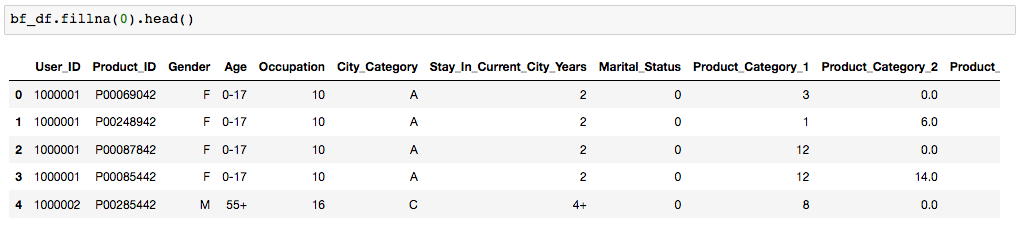 bf_df.fillna(0).head()
User_ID Product_ID Gender Age Occupation City_Category Stay_In_Current_City_Years Marital_Status Product_Category_1 Product_Category_2 Product_
0 1000001 P00069042 F 0-17 10 A 2 0 3 0.0
1 1000001 P00248942 F 0-17 10 A 2 0 1 6.0
2 1000001 P00087842 F 0-17 10 A 2 0 12 0.0
3 1000001 P00085442 F 0-17 10 A 2 0 12 14.0
4 1000002 P00285442 M 55+ 16 C 4+ 0 8 0.0